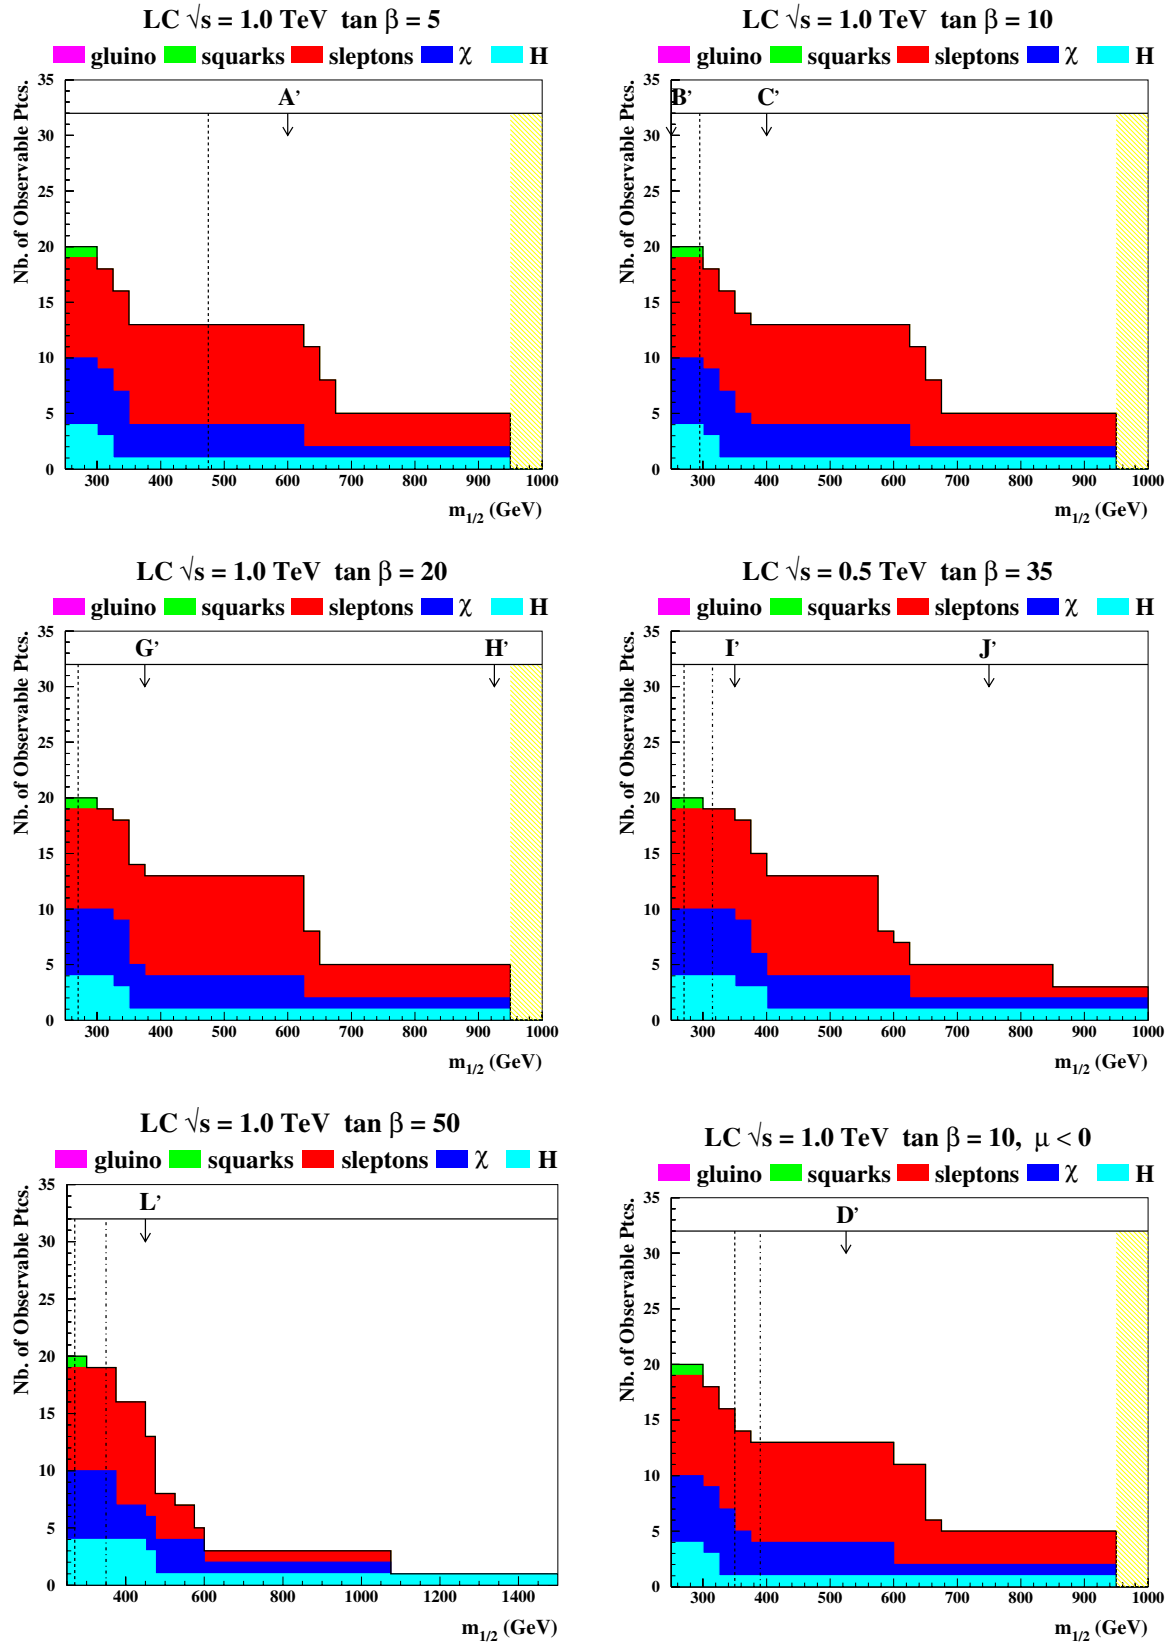 LC √s = 1.0 TeV tan β = 5
gluino squarks sleptons χ H
Nb. of Observable Ptcs.
35
30
25
20
15
10
5
0
A’
300 400 500 600 700 800 900 1000
m1/2 (GeV)
LC √s = 1.0 TeV tan β = 10
gluino squarks sleptons χ H
Nb. of Observable Ptcs.
35
30
25
20
15
10
5
0
B’ C’
300 400 500 600 700 800 900 1000
m1/2 (GeV)
LC √s = 1.0 TeV tan β = 20
gluino squarks sleptons χ H
Nb. of Observable Ptcs.
35
30
25
20
15
10
5
0
G’ H’
300 400 500 600 700 800 900 1000
m1/2 (GeV)
LC √s = 0.5 TeV tan β = 35
gluino squarks sleptons χ H
Nb. of Observable Ptcs.
35
30
25
20
15
10
5
0
I’ J’
300 400 500 600 700 800 900 1000
m1/2 (GeV)
LC √s = 1.0 TeV tan β = 50
gluino squarks sleptons χ H
Nb. of Observable Ptcs.
35
30
25
20
15
10
5
0
L’
400 600 800 1000 1200 1400
m1/2 (GeV)
LC √s = 1.0 TeV tan β = 10, μ < 0
gluino squarks sleptons χ H
Nb. of Observable Ptcs.
35
30
25
20
15
10
5
0
D’
300 400 500 600 700 800 900 1000
m1/2 (GeV)